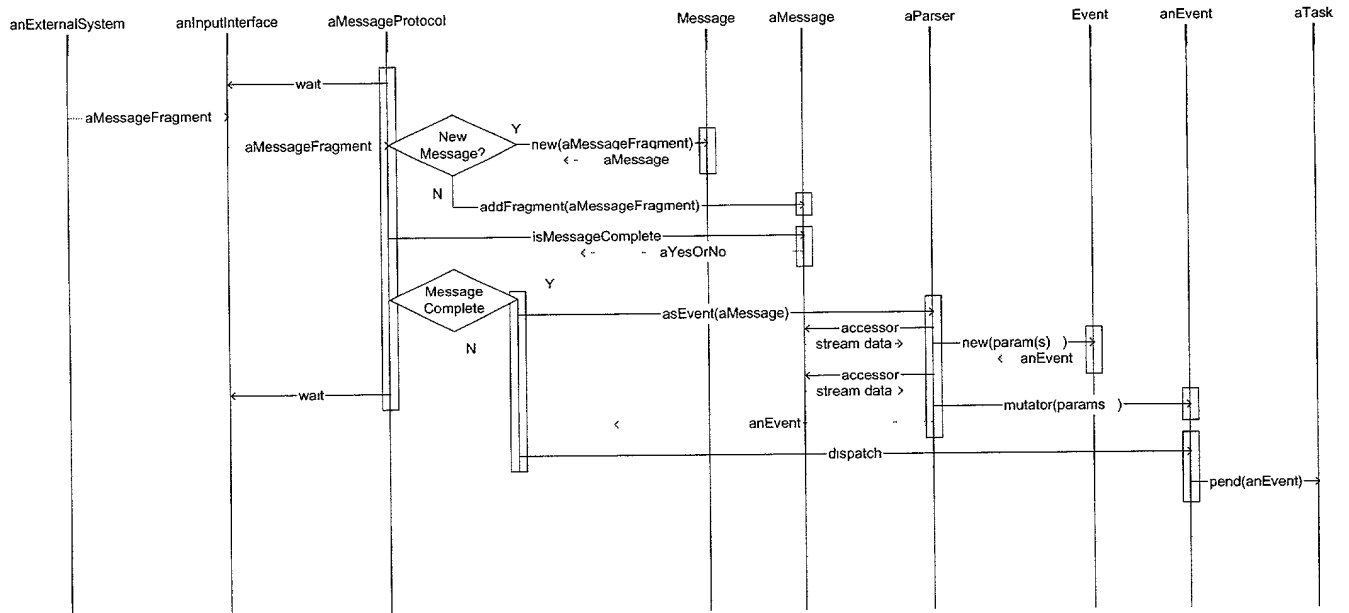 anExternalSystem anInputInterface aMessageProtocol Message aMessage aParser Event anEvent aTask
wait
aMessageFragment
aMessageFragment
New
Message?
Y
new(aMessageFragment)
aMessage
N
addFragment(aMessageFragment)
isMessageComplete
aYesOrNo
Message
Complete
Y
N
asEvent(aMessage)
accessor
stream data
new(param(s) )
anEvent
accessor
stream data
wait
mutator(params )
anEvent
dispatch
pend(anEvent)